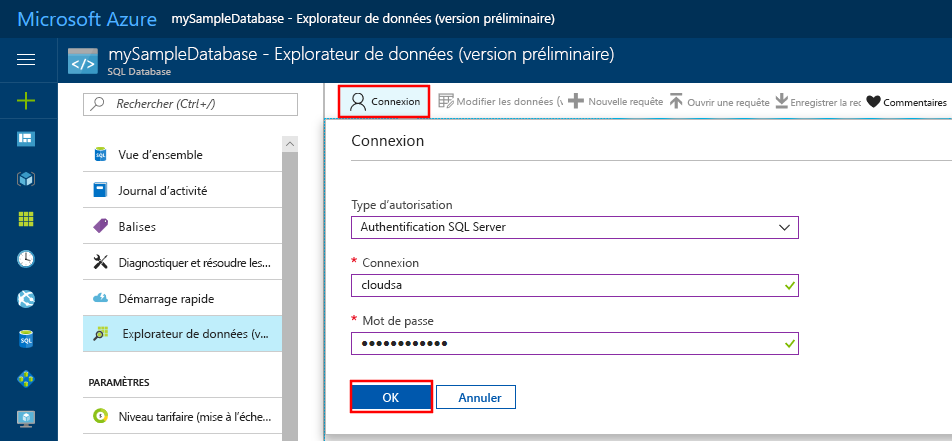 Microsoft Azure mySampleDatabase - Explorateur de données (version préliminaire)
mySampleDatabase - Explorateur de données (version préliminaire)
SQL Database
Rechercher (Ctrl+/)
Vue d'ensemble
Journal d'activité
Balises
Diagnostiquer et résoudre les...
Démarrage rapide
Explorateur de données (v...
PARAMÈTRES
Niveau tarifaire (mise à l'éche...
Connexion
Modifier les données (v
Nouvelle requête
Ouvrir une requête
Enregistrer la req
Commentaires
Connexion
Type d'autorisation
Authentification SQL Server
* Connexion
cloudsa
* Mot de passe
●●●●●●●●●●●●
OK
Annuler